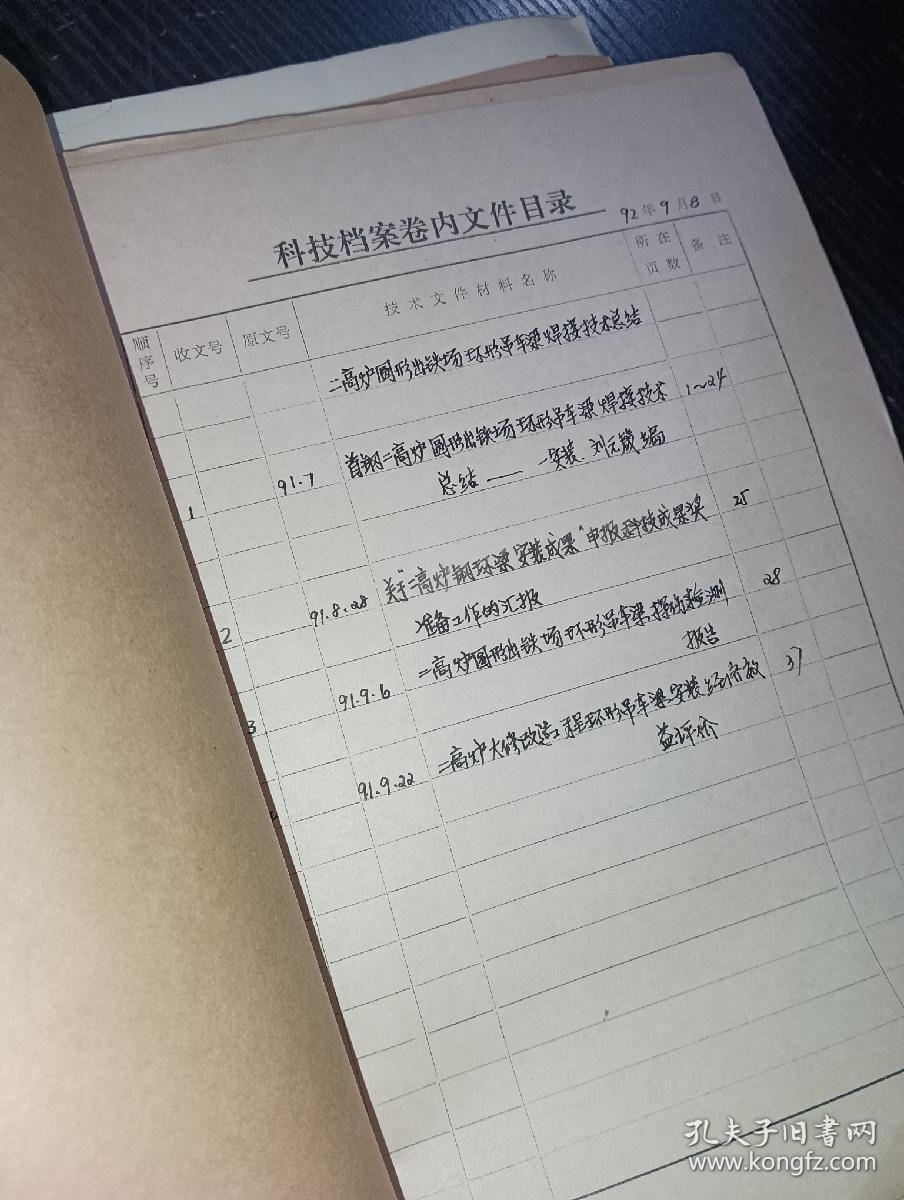 科技档案卷内文件目录
92年9月8日
顺序号 收文号 原文号 技术文件材料名称 所在页数 备注
二高炉圆形出铁场环形吊车梁焊接技术总结
1 91.7 首钢二高炉圆形出铁场环形吊车梁焊接技术 1~24
总结——一安装、刘元 编
2 91.8.28 关于"二高炉钢环梁安装成果"申报科技成果奖 25
准备工作的汇报
3 91.9.6 二高炉圆形出铁场环形吊车梁探伤检测 28
报告
91.9.22 二高炉大修改造工程环形吊车梁安装经济效 37
益评价
孔夫子旧书网
www.kongfz.com